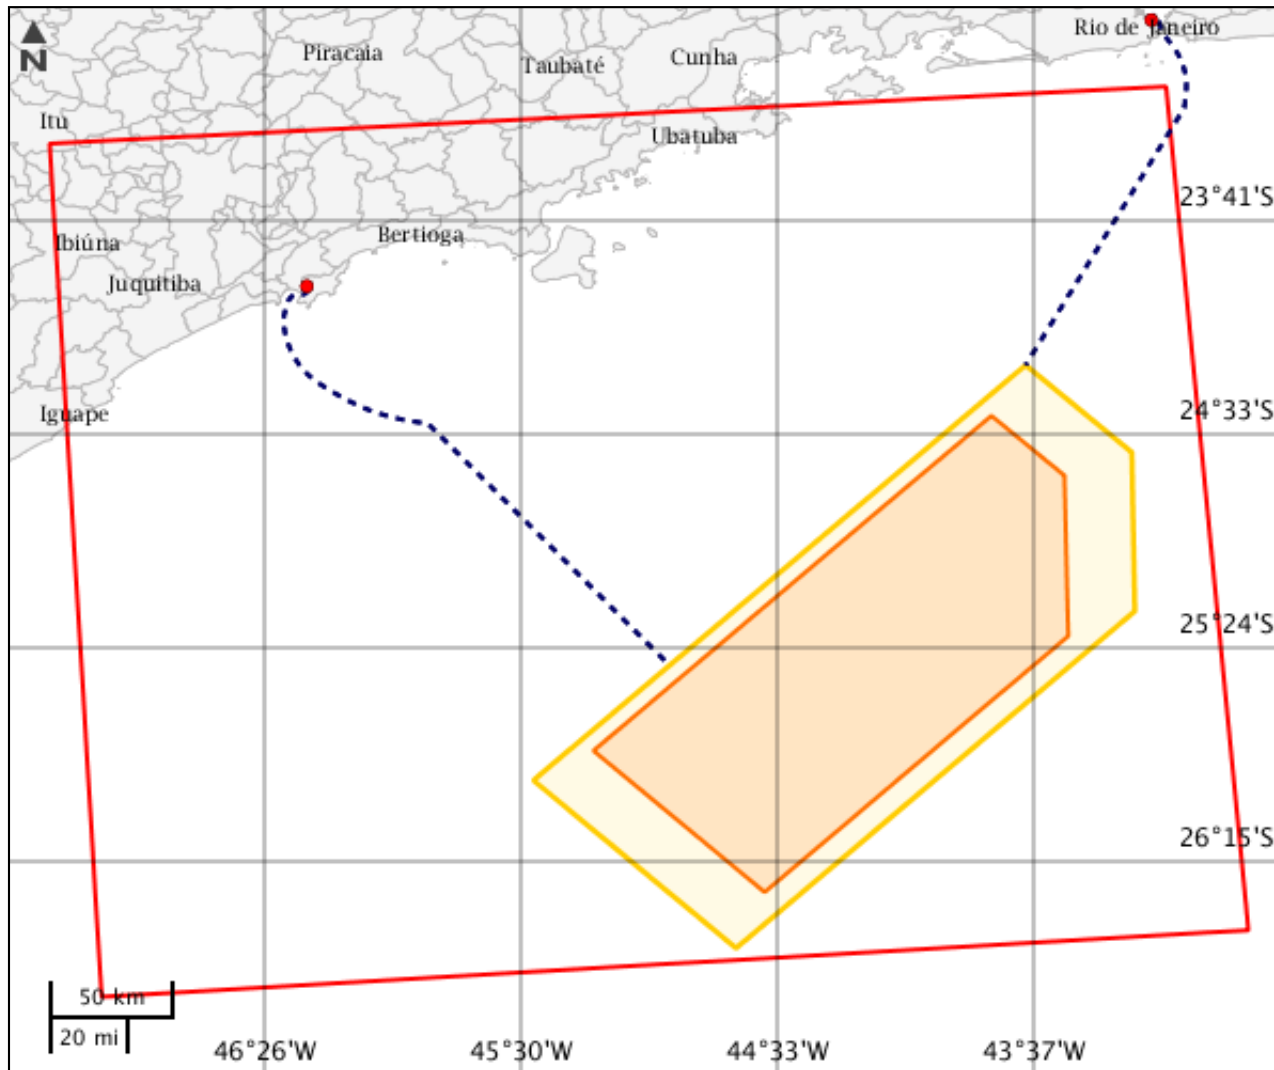 Rio de Janeiro
Piracaia
Taubaté
Cunha
N
Itu
Ubatuba
23°41'S
Bertioga
Ibiúna
Juquitiba
Iguape
24°33'S
25°24'S
26°15'S
50 km
20 mi
46°26'W
45°30'W
44°33'W
43°37'W